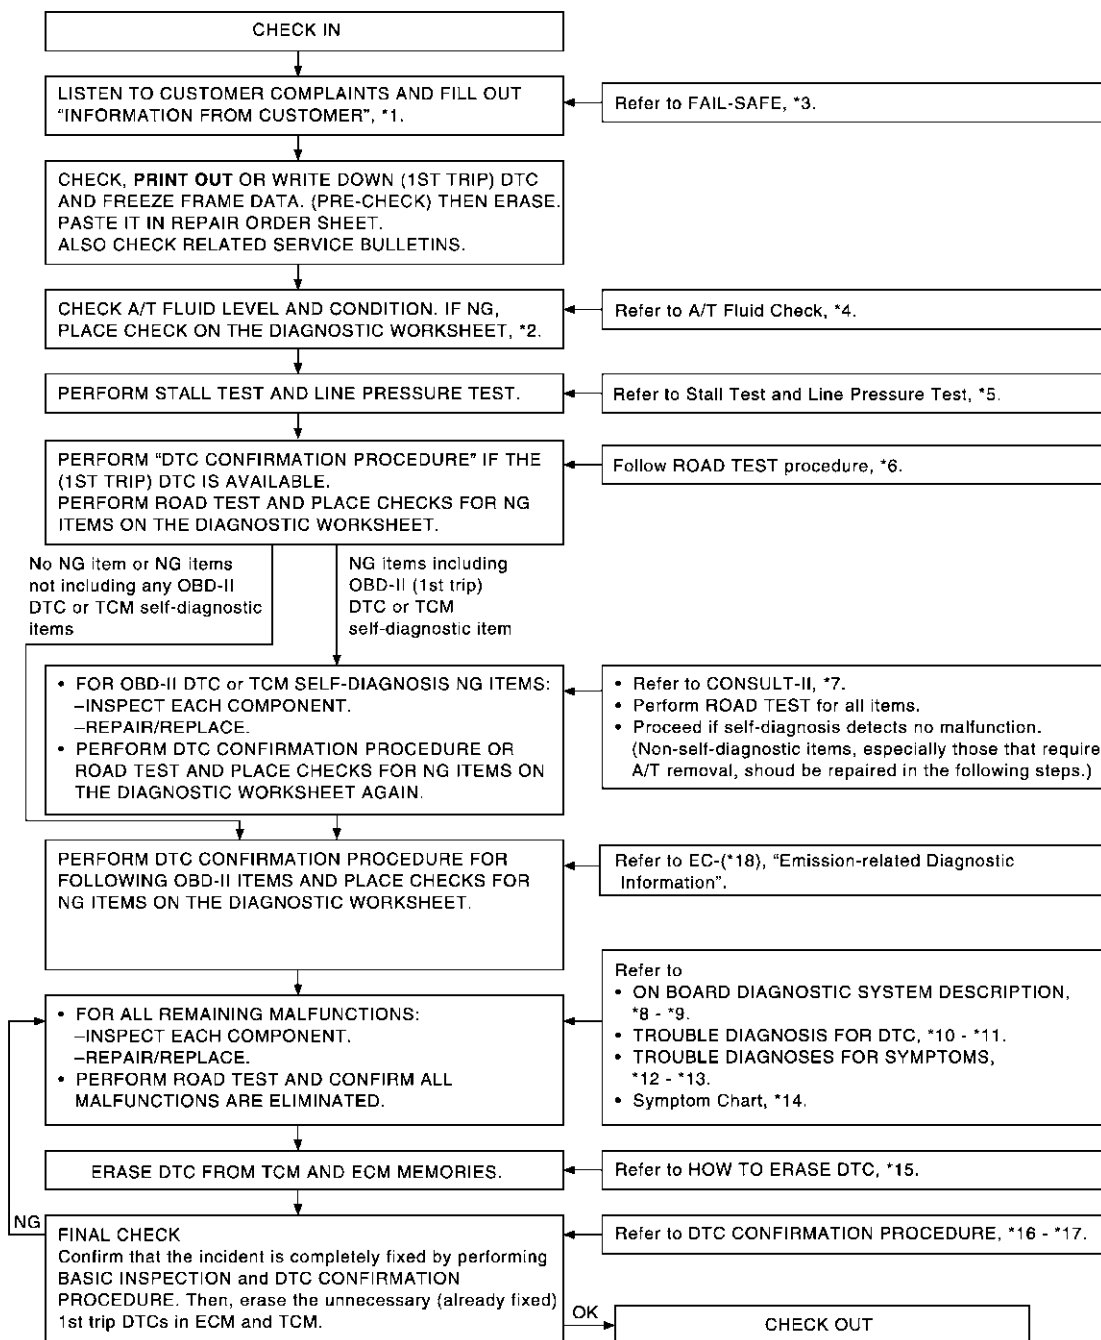 CHECK IN
LISTEN TO CUSTOMER COMPLAINTS AND FILL OUT
“INFORMATION FROM CUSTOMER”, *1.
Refer to FAIL-SAFE, *3.
CHECK, PRINT OUT OR WRITE DOWN (1ST TRIP) DTC
AND FREEZE FRAME DATA. (PRE-CHECK) THEN ERASE.
PASTE IT IN REPAIR ORDER SHEET.
ALSO CHECK RELATED SERVICE BULLETINS.
CHECK A/T FLUID LEVEL AND CONDITION. IF NG,
PLACE CHECK ON THE DIAGNOSTIC WORKSHEET, *2.
Refer to A/T Fluid Check, *4.
PERFORM STALL TEST AND LINE PRESSURE TEST.
Refer to Stall Test and Line Pressure Test, *5.
PERFORM “DTC CONFIRMATION PROCEDURE” IF THE
(1ST TRIP) DTC IS AVAILABLE.
PERFORM ROAD TEST AND PLACE CHECKS FOR NG
ITEMS ON THE DIAGNOSTIC WORKSHEET.
Follow ROAD TEST procedure, *6.
No NG item or NG items
not including any OBD-II
DTC or TCM self-diagnostic
items
NG items including
OBD-II (1st trip)
DTC or TCM
self-diagnostic item
• FOR OBD-II DTC or TCM SELF-DIAGNOSIS NG ITEMS:
–INSPECT EACH COMPONENT.
–REPAIR/REPLACE.
• PERFORM DTC CONFIRMATION PROCEDURE OR
ROAD TEST AND PLACE CHECKS FOR NG ITEMS ON
THE DIAGNOSTIC WORKSHEET AGAIN.
• Refer to CONSULT-II, *7.
• Perform ROAD TEST for all items.
• Proceed if self-diagnosis detects no malfunction.
(Non-self-diagnostic items, especially those that require
A/T removal, shoud be repaired in the following steps.)
PERFORM DTC CONFIRMATION PROCEDURE FOR
FOLLOWING OBD-II ITEMS AND PLACE CHECKS FOR
NG ITEMS ON THE DIAGNOSTIC WORKSHEET.
Refer to EC-(*18), “Emission-related Diagnostic
Information”.
• FOR ALL REMAINING MALFUNCTIONS:
–INSPECT EACH COMPONENT.
–REPAIR/REPLACE.
• PERFORM ROAD TEST AND CONFIRM ALL
MALFUNCTIONS ARE ELIMINATED.
Refer to
• ON BOARD DIAGNOSTIC SYSTEM DESCRIPTION,
*8 - *9.
• TROUBLE DIAGNOSIS FOR DTC, *10 - *11.
• TROUBLE DIAGNOSES FOR SYMPTOMS,
*12 - *13.
• Symptom Chart, *14.
ERASE DTC FROM TCM AND ECM MEMORIES.
Refer to HOW TO ERASE DTC, *15.
NG
FINAL CHECK
Confirm that the incident is completely fixed by performing
BASIC INSPECTION and DTC CONFIRMATION
PROCEDURE. Then, erase the unnecessary (already fixed)
1st trip DTCs in ECM and TCM.
Refer to DTC CONFIRMATION PROCEDURE, *16 - *17.
OK
CHECK OUT